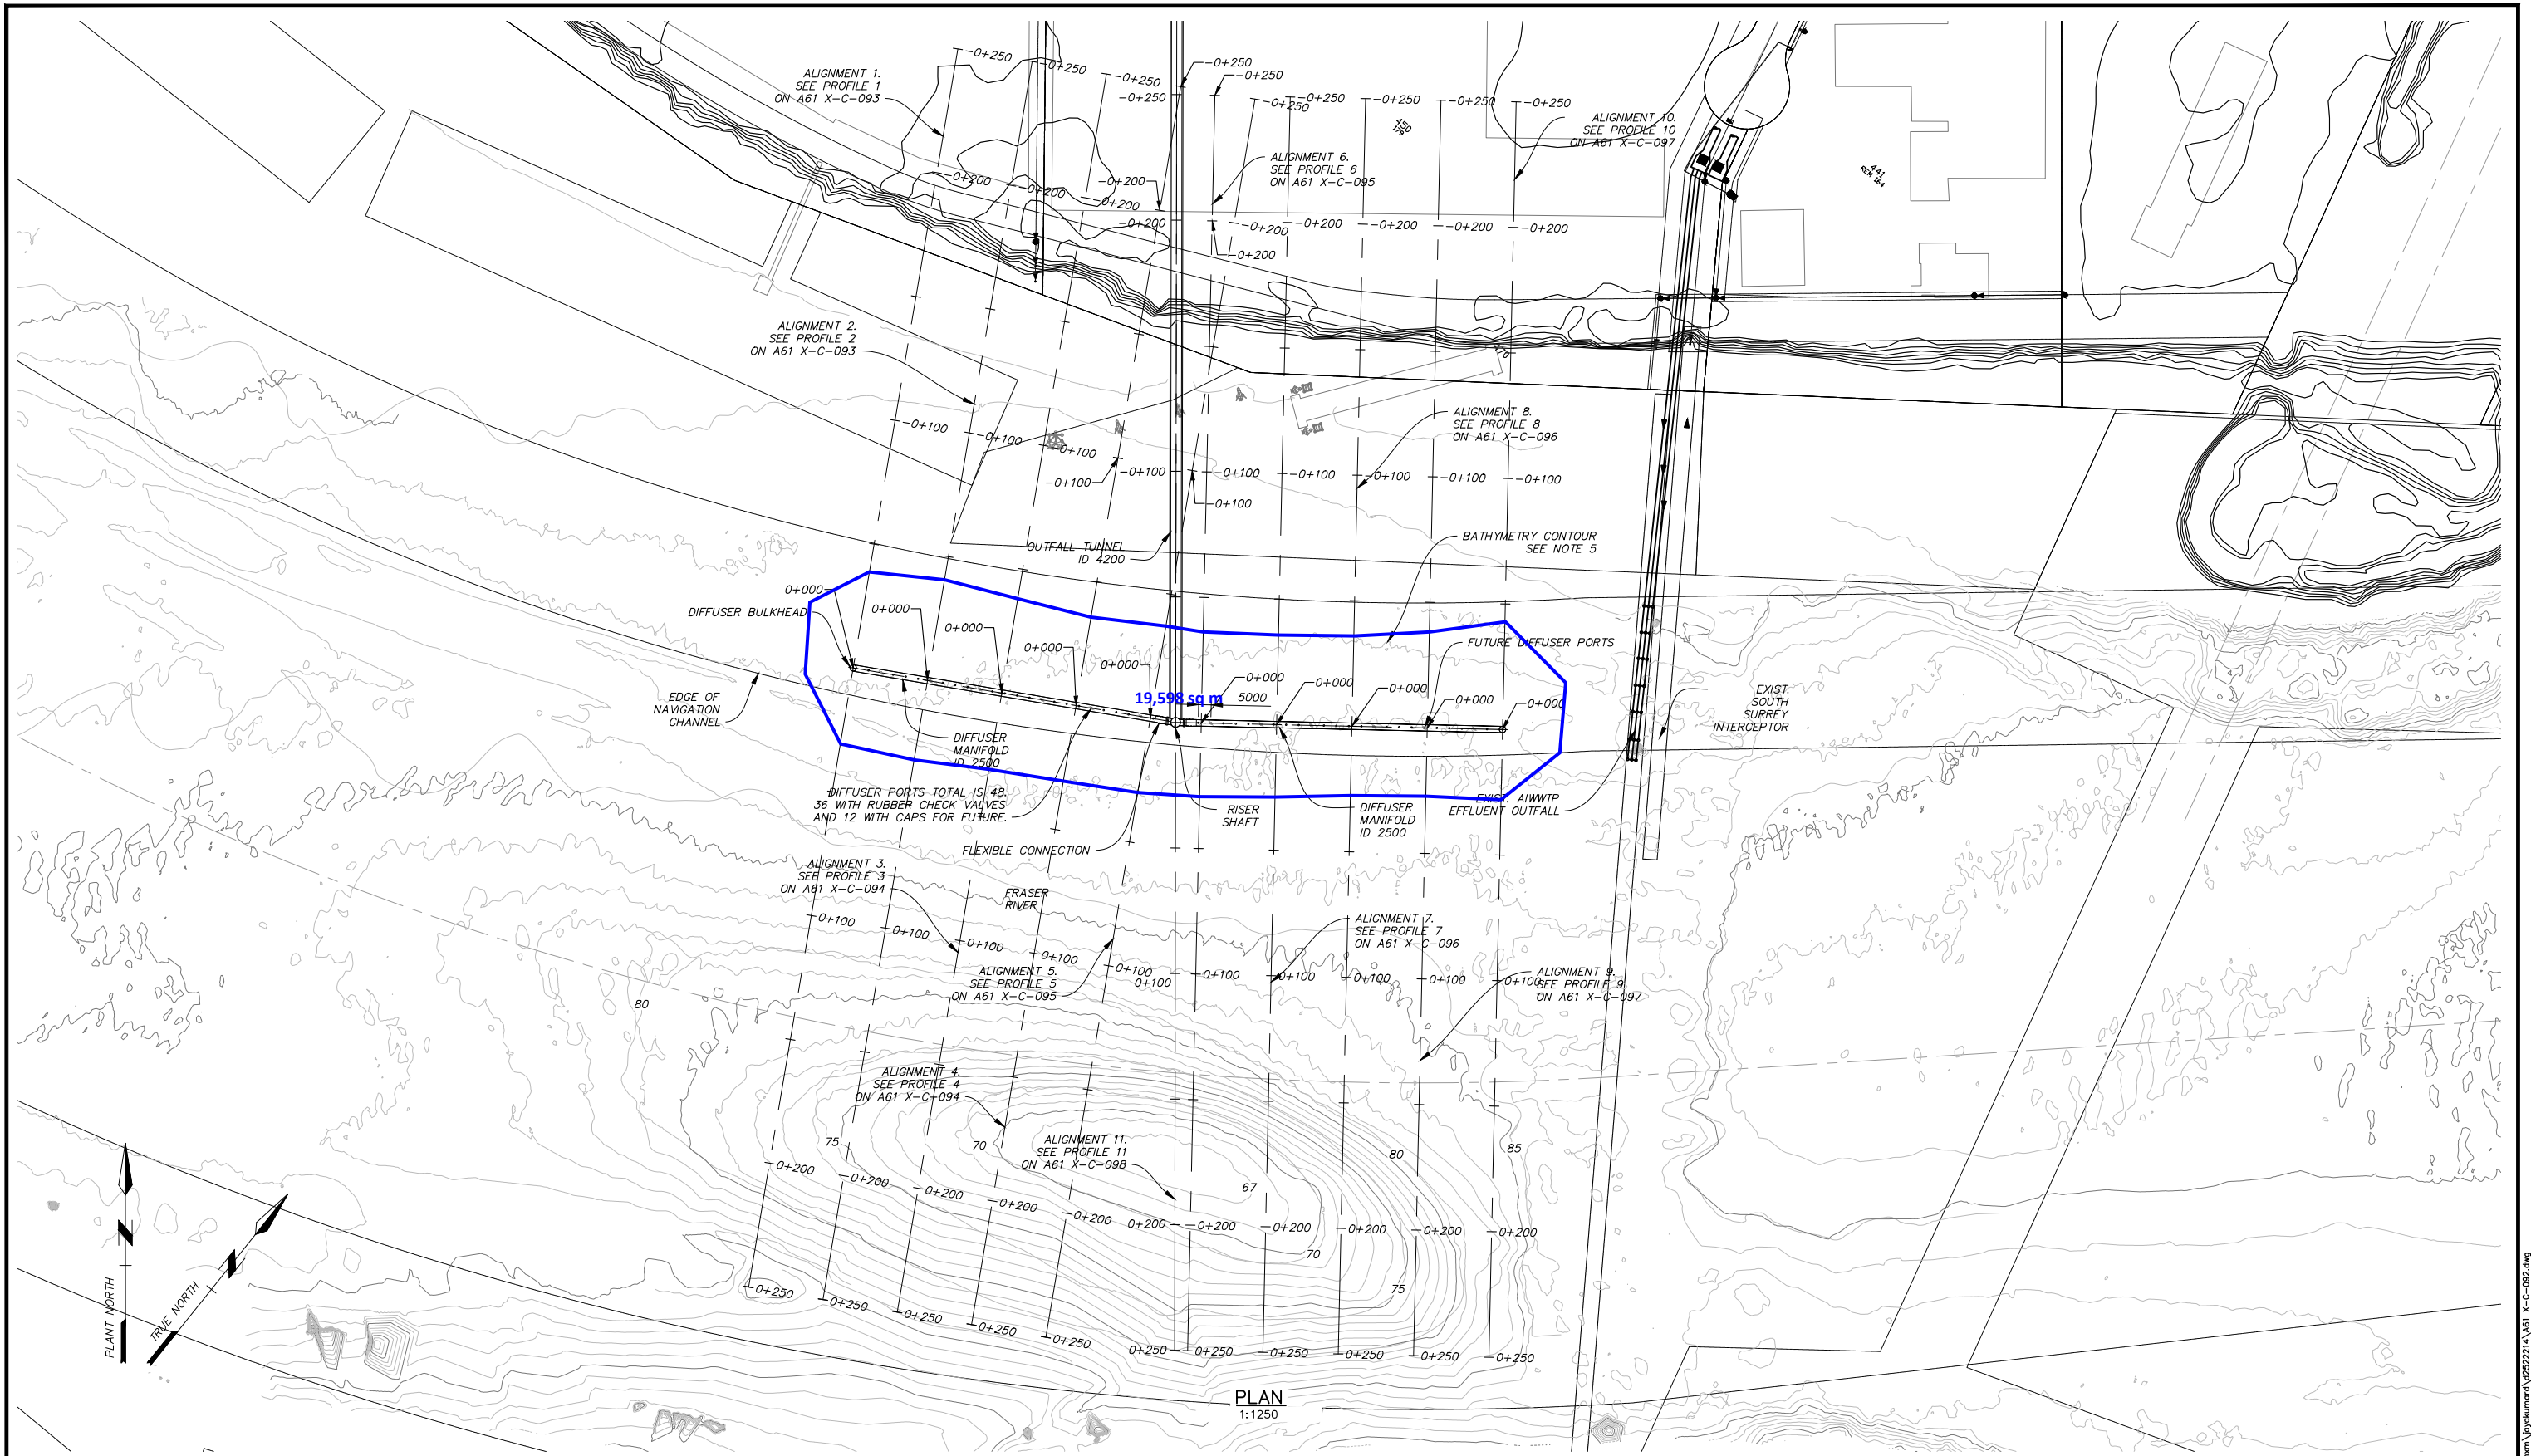 ALIGNMENT 1.
SEE PROFILE 1
ON A61 X-C-093
-0+250
-0+250
-0+250
-0+250
-0+250
-0+250
-0+250
-0+250
-0+250
-0+250
-0+250
450
179
ALIGNMENT 10.
SEE PROFILE 10
ON A61 X-C-097
ALIGNMENT 6.
SEE PROFILE 6
ON A61 X-C-095
441
REM 164
-0+200
-0+200
-0+200
-0+200
-0+200
-0+200
-0+200
-0+200
-0+200
-0+200
-0+200
ALIGNMENT 2.
SEE PROFILE 2
ON A61 X-C-093
ALIGNMENT 8.
SEE PROFILE 8
ON A61 X-C-096
-0+100
-0+100
-0+100
-0+100
-0+100
-0+100
-0+100
-0+100
-0+100
-0+100
-0+100
OUTFALL TUNNEL
ID 4200
BATHYMETRY CONTOUR
SEE NOTE 5
0+000
DIFFUSER BULKHEAD
0+000
0+000
0+000
0+000
FUTURE DIFFUSER PORTS
19,598 sq m
5000
0+000
0+000
0+000
0+000
0+000
EDGE OF
NAVIGATION
CHANNEL
EXIST.
SOUTH
SURREY
INTERCEPTOR
DIFFUSER
MANIFOLD
ID 2500
DIFFUSER PORTS TOTAL IS 48.
36 WITH RUBBER CHECK VALVES
AND 12 WITH CAPS FOR FUTURE.
RISER
SHAFT
DIFFUSER
MANIFOLD
ID 2500
EXIST. AIWWTP
EFFLUENT OUTFALL
FLEXIBLE CONNECTION
ALIGNMENT 3.
SEE PROFILE 3
ON A61 X-C-094
FRASER
RIVER
ALIGNMENT 7.
SEE PROFILE 7
ON A61 X-C-096
0+100
0+100
0+100
0+100
0+100
0+100
0+100
0+100
0+100
0+100
0+100
ALIGNMENT 5.
SEE PROFILE 5
ON A61 X-C-095
ALIGNMENT 9.
SEE PROFILE 9
ON A61 X-C-097
80
ALIGNMENT 4.
SEE PROFILE 4
ON A61 X-C-094
75
70
ALIGNMENT 11.
SEE PROFILE 11
ON A61 X-C-098
67
80
85
0+200
0+200
0+200
0+200
0+200
0+200
0+200
0+200
0+200
0+200
0+200
70
75
0+250
0+250
0+250
0+250
0+250
0+250
0+250
0+250
0+250
0+250
0+250
PLANT NORTH
TRUE NORTH
PLAN
1:1250
\jayakumard\d2522214\A61 X-C-092.dwg